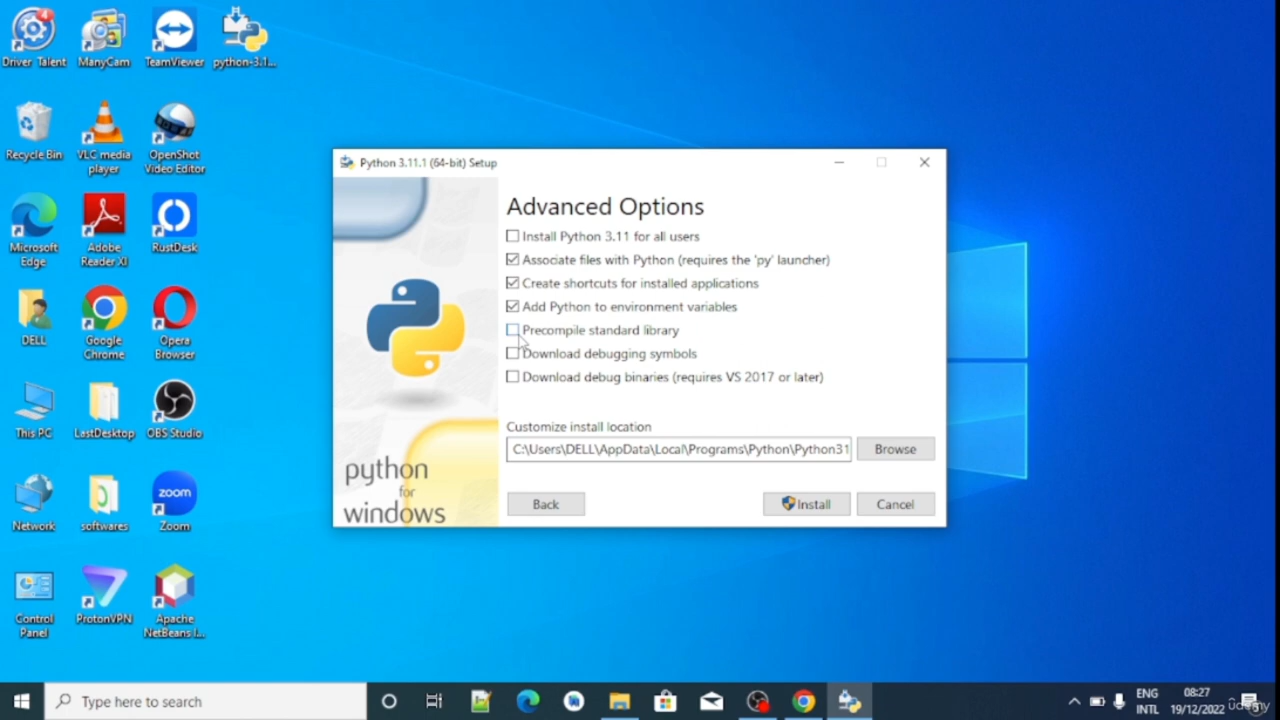 Driver Talent
ManyCam
TeamViewer
python-3.1...
Recycle Bin
VLC media
player
OpenShot
Video Editor
Microsoft
Edge
Adobe
Reader XI
RustDesk
DELL
Google
Chrome
Opera
Browser
This PC
LastDesktop
OBS Studio
Network
softwares
zoom
Zoom
Control
Panel
ProtonVPN
Apache
NetBeans I...
Python 3.11.1 (64-bit) Setup
Advanced Options
Install Python 3.11 for all users
Associate files with Python (requires the 'py' launcher)
Create shortcuts for installed applications
Add Python to environment variables
Precompile standard library
Download debugging symbols
Download debug binaries (requires VS 2017 or later)
Customize install location
C:\Users\DELL\AppData\Local\Programs\Python\Python31
Browse
python
for
windows
Back
Install
Cancel
Type here to search
ENG
INTL
08:27
19/12/2022
udemy